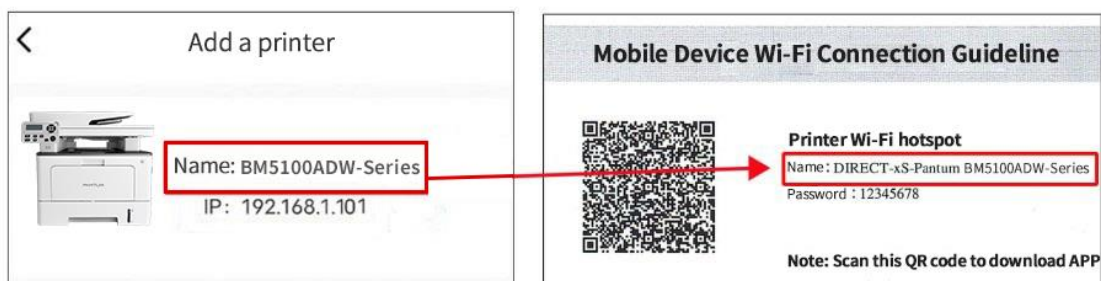 Add a printer
Name: BM5100ADW-Series
IP: 192.168.1.101
Mobile Device Wi-Fi Connection Guideline
Printer Wi-Fi hotspot
Name: DIRECT-xS-Pantum BM5100ADW-Series
Password : 12345678
Note: Scan this QR code to download APP